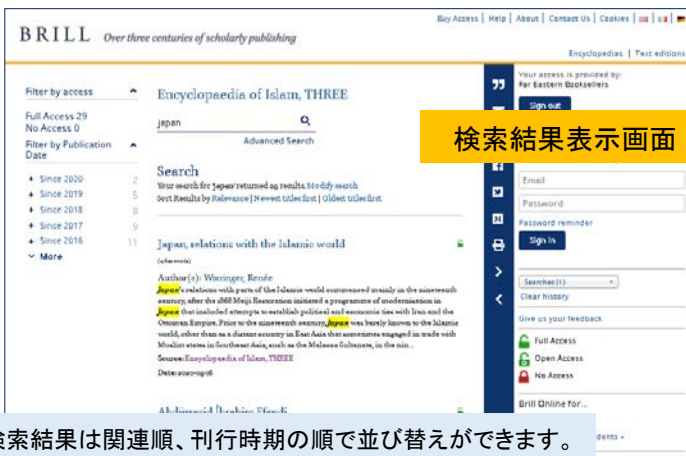 Buy Access | Help | About | Contact Us | Cookies |
BRILL Over three centuries of scholarly publishing
Encyclopedias | Text editions
Filter by access
Full Access 29
No Access 0
Filter by Publication
Date
+ Since 2020 2
+ Since 2019 5
+ Since 2018 8
+ Since 2017 9
+ Since 2016 11
More
Encyclopaedia of Islam, THREE
japan
Advanced Search
Search
Your search for 'japan' returned 29 results. Modify search
Sort Results by Relevance | Newest titles first | Oldest titles first
Japan, relations with the Islamic world
Author(s): Worringer, Renée
Japan's relations with parts of the Islamic world commenced mainly in the nineteenth
century, after the 1868 Meiji Restoration initiated a programme of modernisation in
Japan that included attempts to establish political and economic ties with Iran and the
Ottoman Empire. Prior to the nineteenth century, Japan was barely known to the Islamic
world, other than as a distant country in East Asia that sometimes engaged in trade with
Muslim states in Southeast Asia, such as the Malacca Sultanate, in the nin...
Source: Encyclopaedia of Islam, THREE
Date: 2020-09-16
Abdürreşid İbrahim Efendi
Your access is provided by:
Far Eastern Booksellers
Sign out
検索結果表示画面
Email
Password
Password reminder
Sign in
Searches (1)
Clear history
Give us your feedback
Full Access
Open Access
No Access
Brill Online for...
dents
検索結果は関連順、刊行時期の順で並び替えができます。